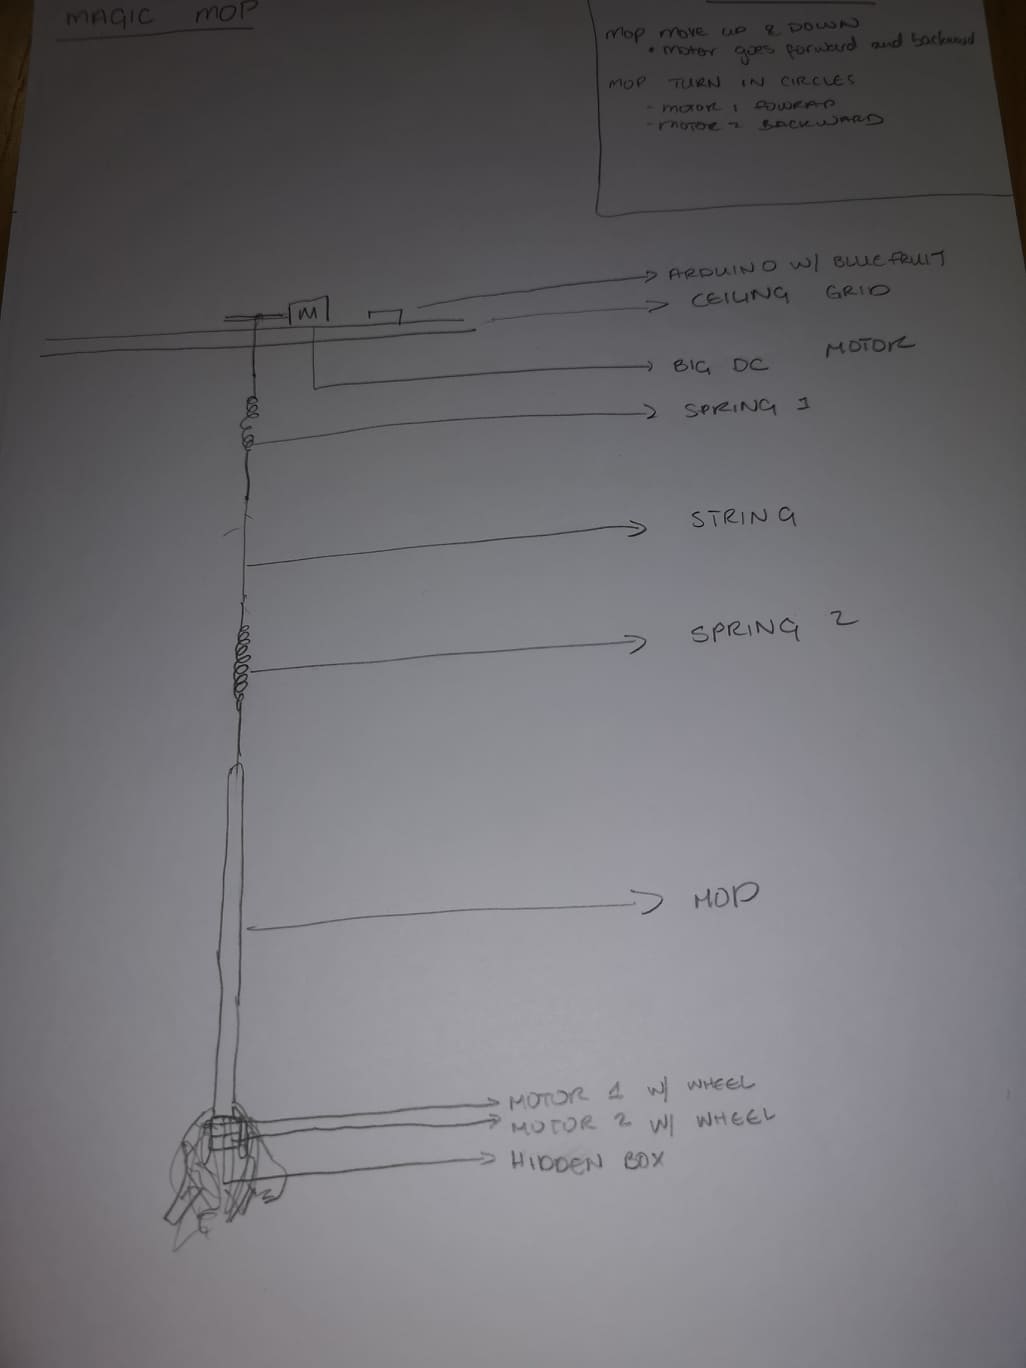 MAGIC MOP
Mop move up & DOWN
• motor goes forward and backward
MOP TURN IN CIRCLES
- MOTOR 1 FOWRAD
- MOTOR 2 BACKWARD
ARDUINO W/ BLUEFRUIT
CEILING GRID
M
BIG DC MOTOR
SPRING 1
STRING
SPRING 2
MOP
MOTOR 1 W/ WHEEL
MOTOR 2 W/ WHEEL
HIDDEN BOX